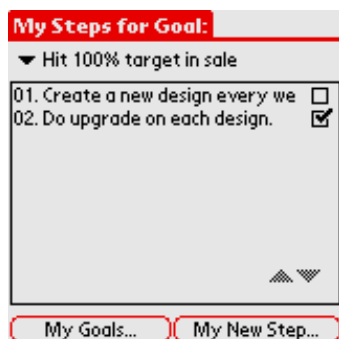 My Steps for Goal:
Hit 100% target in sale
01. Create a new design every we
02. Do upgrade on each design.
My Goals... My New Step...